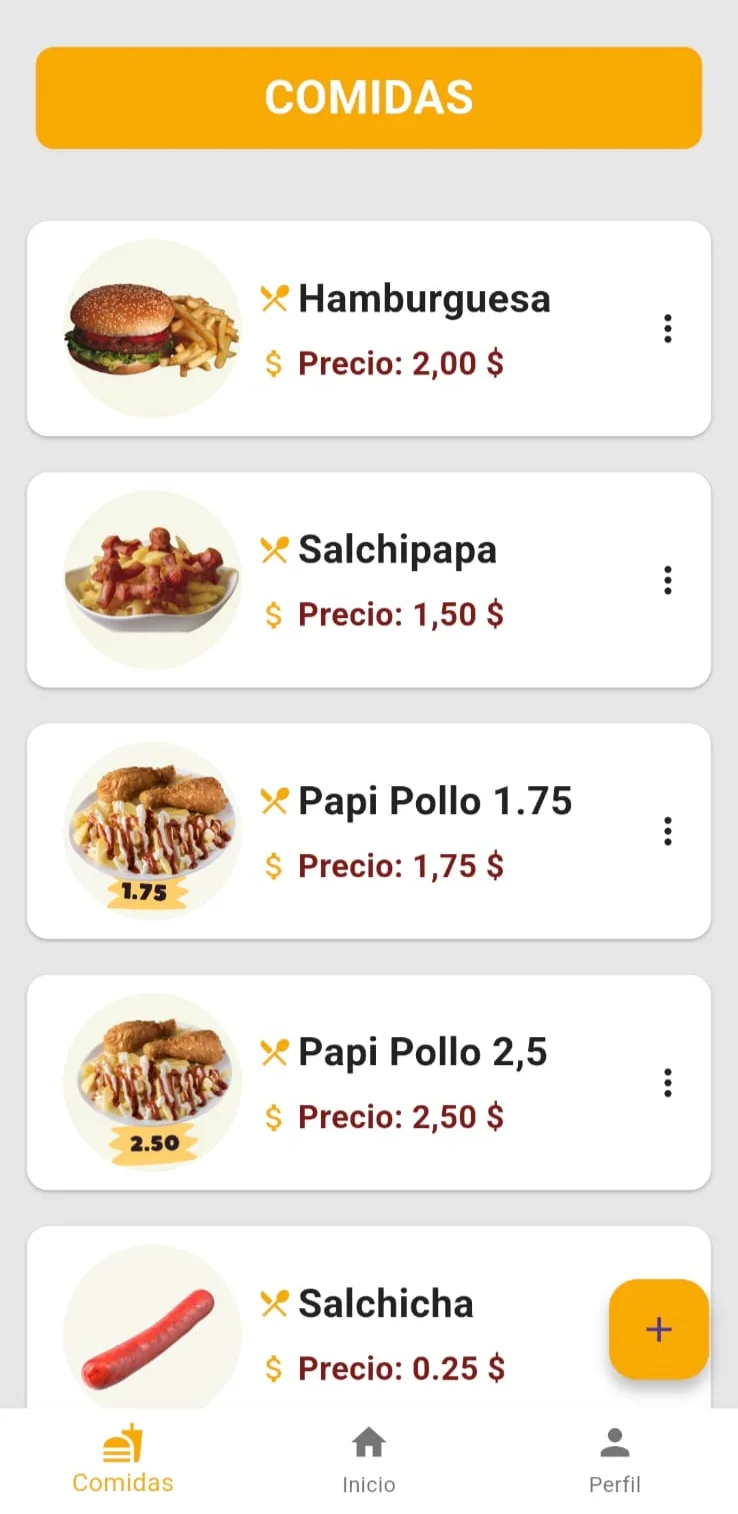 COMIDAS
Hamburguesa
$ Precio: 2,00 $
Salchipapa
$ Precio: 1,50 $
Papi Pollo 1.75
$ Precio: 1,75 $
1.75
Papi Pollo 2,5
$ Precio: 2,50 $
2.50
Salchicha
$ Precio: 0.25 $
+
Comidas
Inicio
Perfil